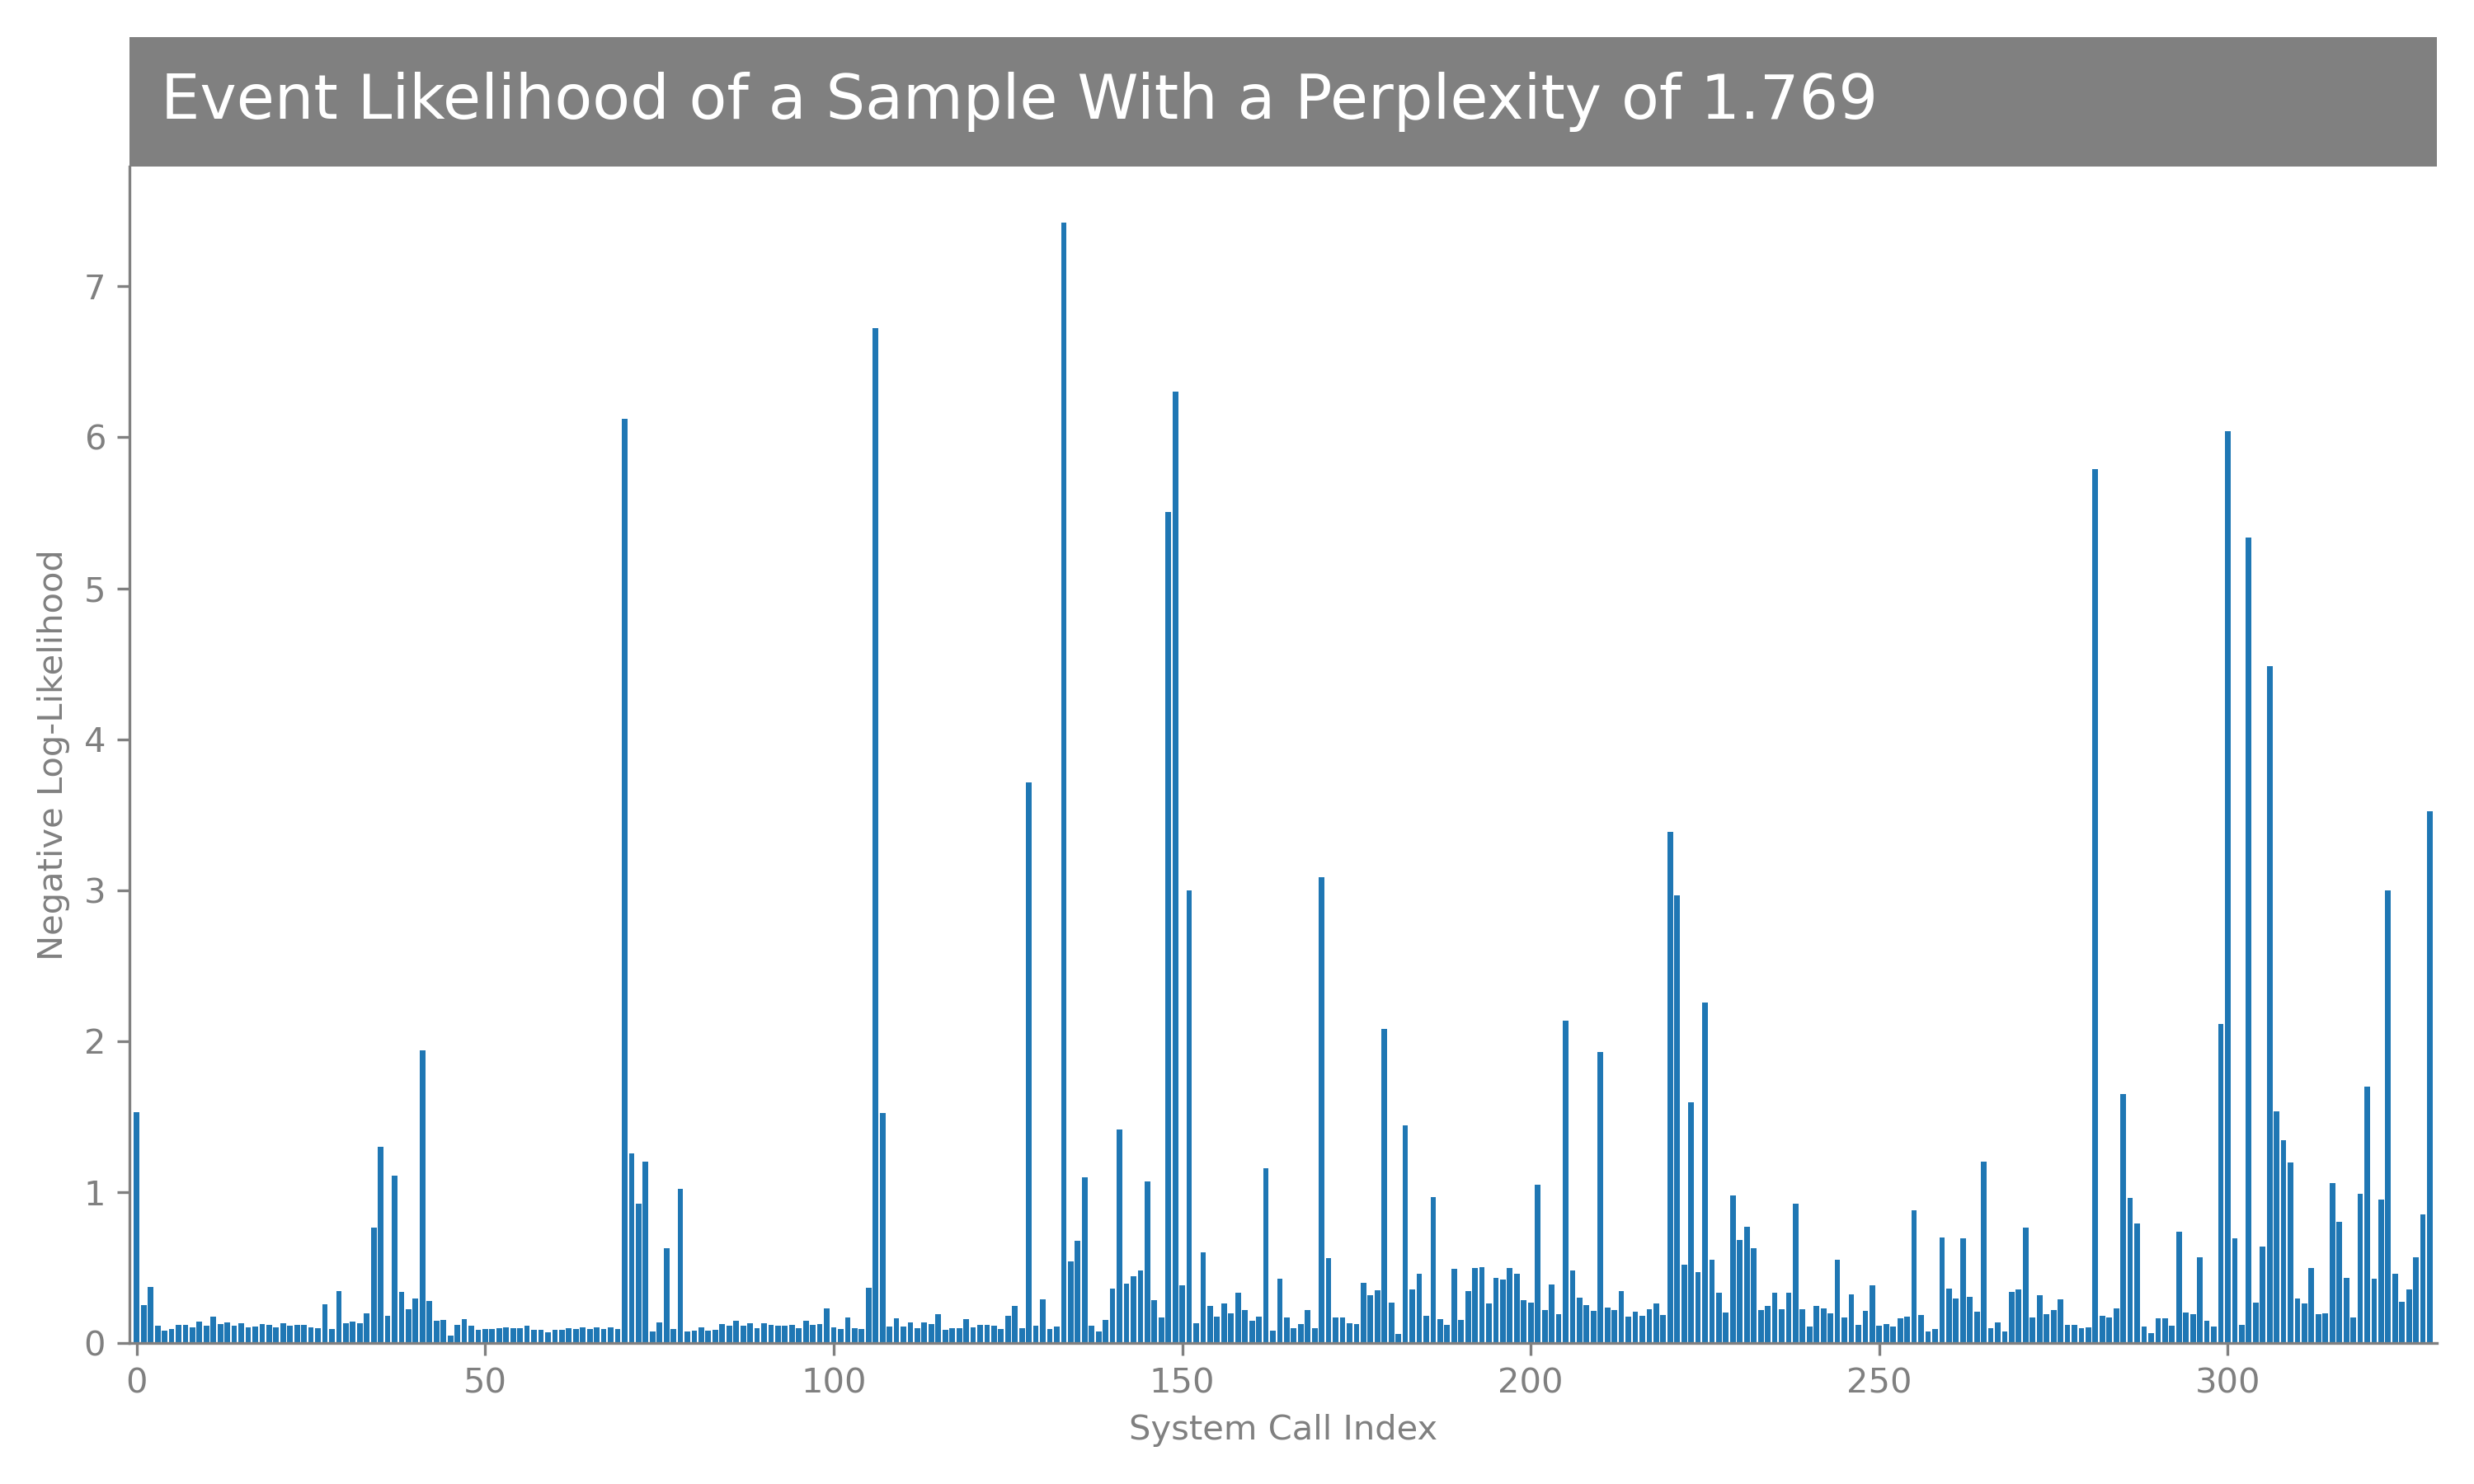 Event Likelihood of a Sample With a Perplexity of 1.769
Negative Log-Likelihood
7
6
5
4
3
2
1
0
0 50 100 150 200 250 300
System Call Index